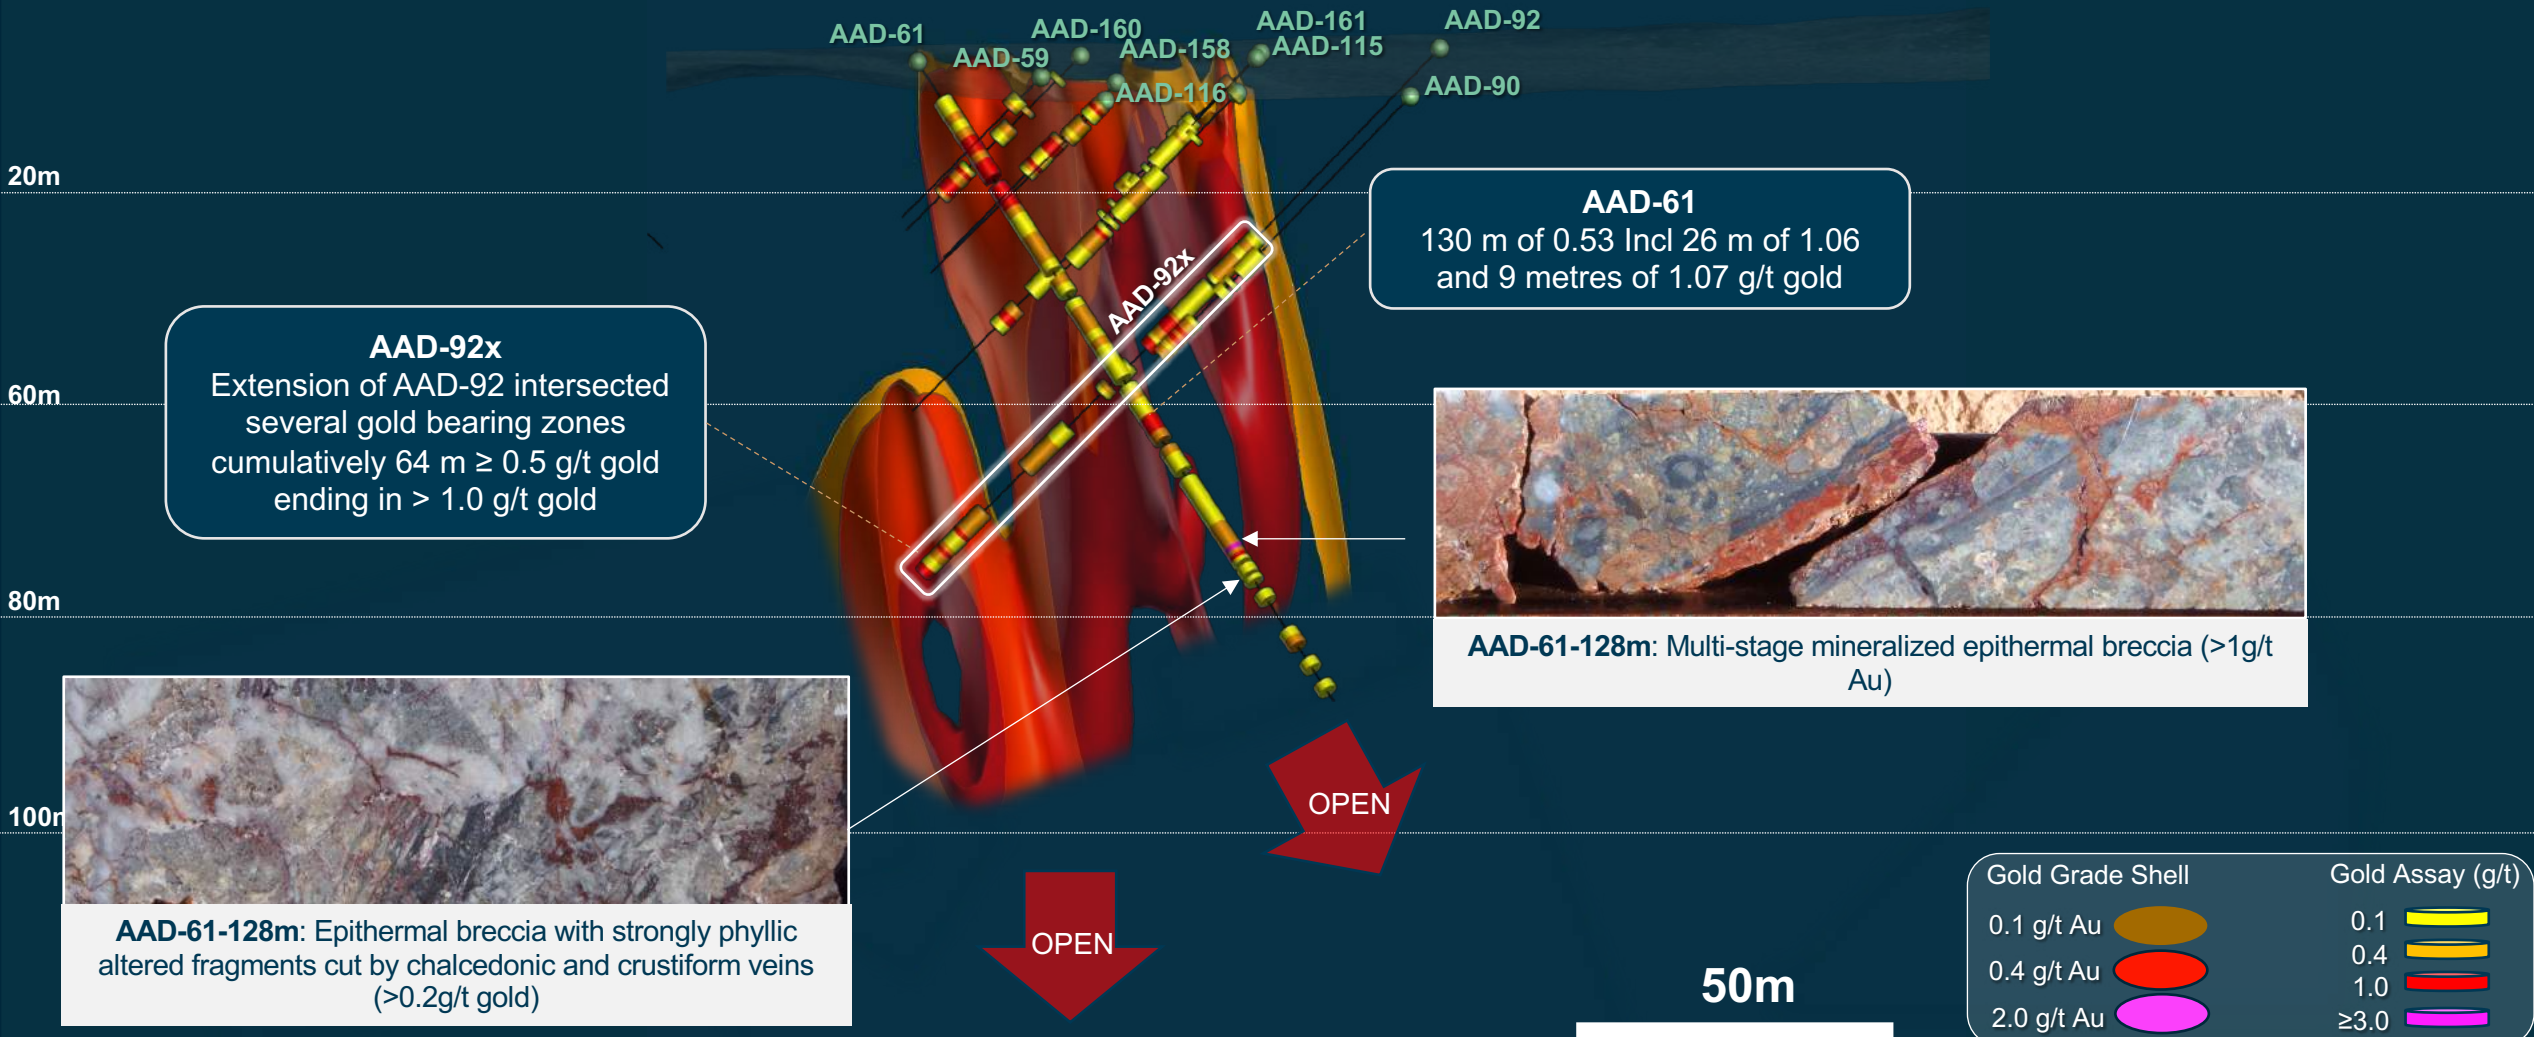 AAD-61
AAD-59
AAD-160
AAD-158
AAD-116
AAD-161
AAD-115
AAD-92
AAD-90
20m
AAD-61
130 m of 0.53 Incl 26 m of 1.06
and 9 metres of 1.07 g/t gold
AAD-92x
AAD-92x
Extension of AAD-92 intersected
several gold bearing zones
cumulatively 64 m ≥ 0.5 g/t gold
ending in > 1.0 g/t gold
60m
80m
AAD-61-128m: Multi-stage mineralized epithermal breccia (>1g/t
Au)
100m
OPEN
OPEN
AAD-61-128m: Epithermal breccia with strongly phyllic
altered fragments cut by chalcedonic and crustiform veins
(>0.2g/t gold)
50m
Gold Grade Shell
0.1 g/t Au
0.4 g/t Au
2.0 g/t Au
Gold Assay (g/t)
0.1
0.4
1.0
≥3.0